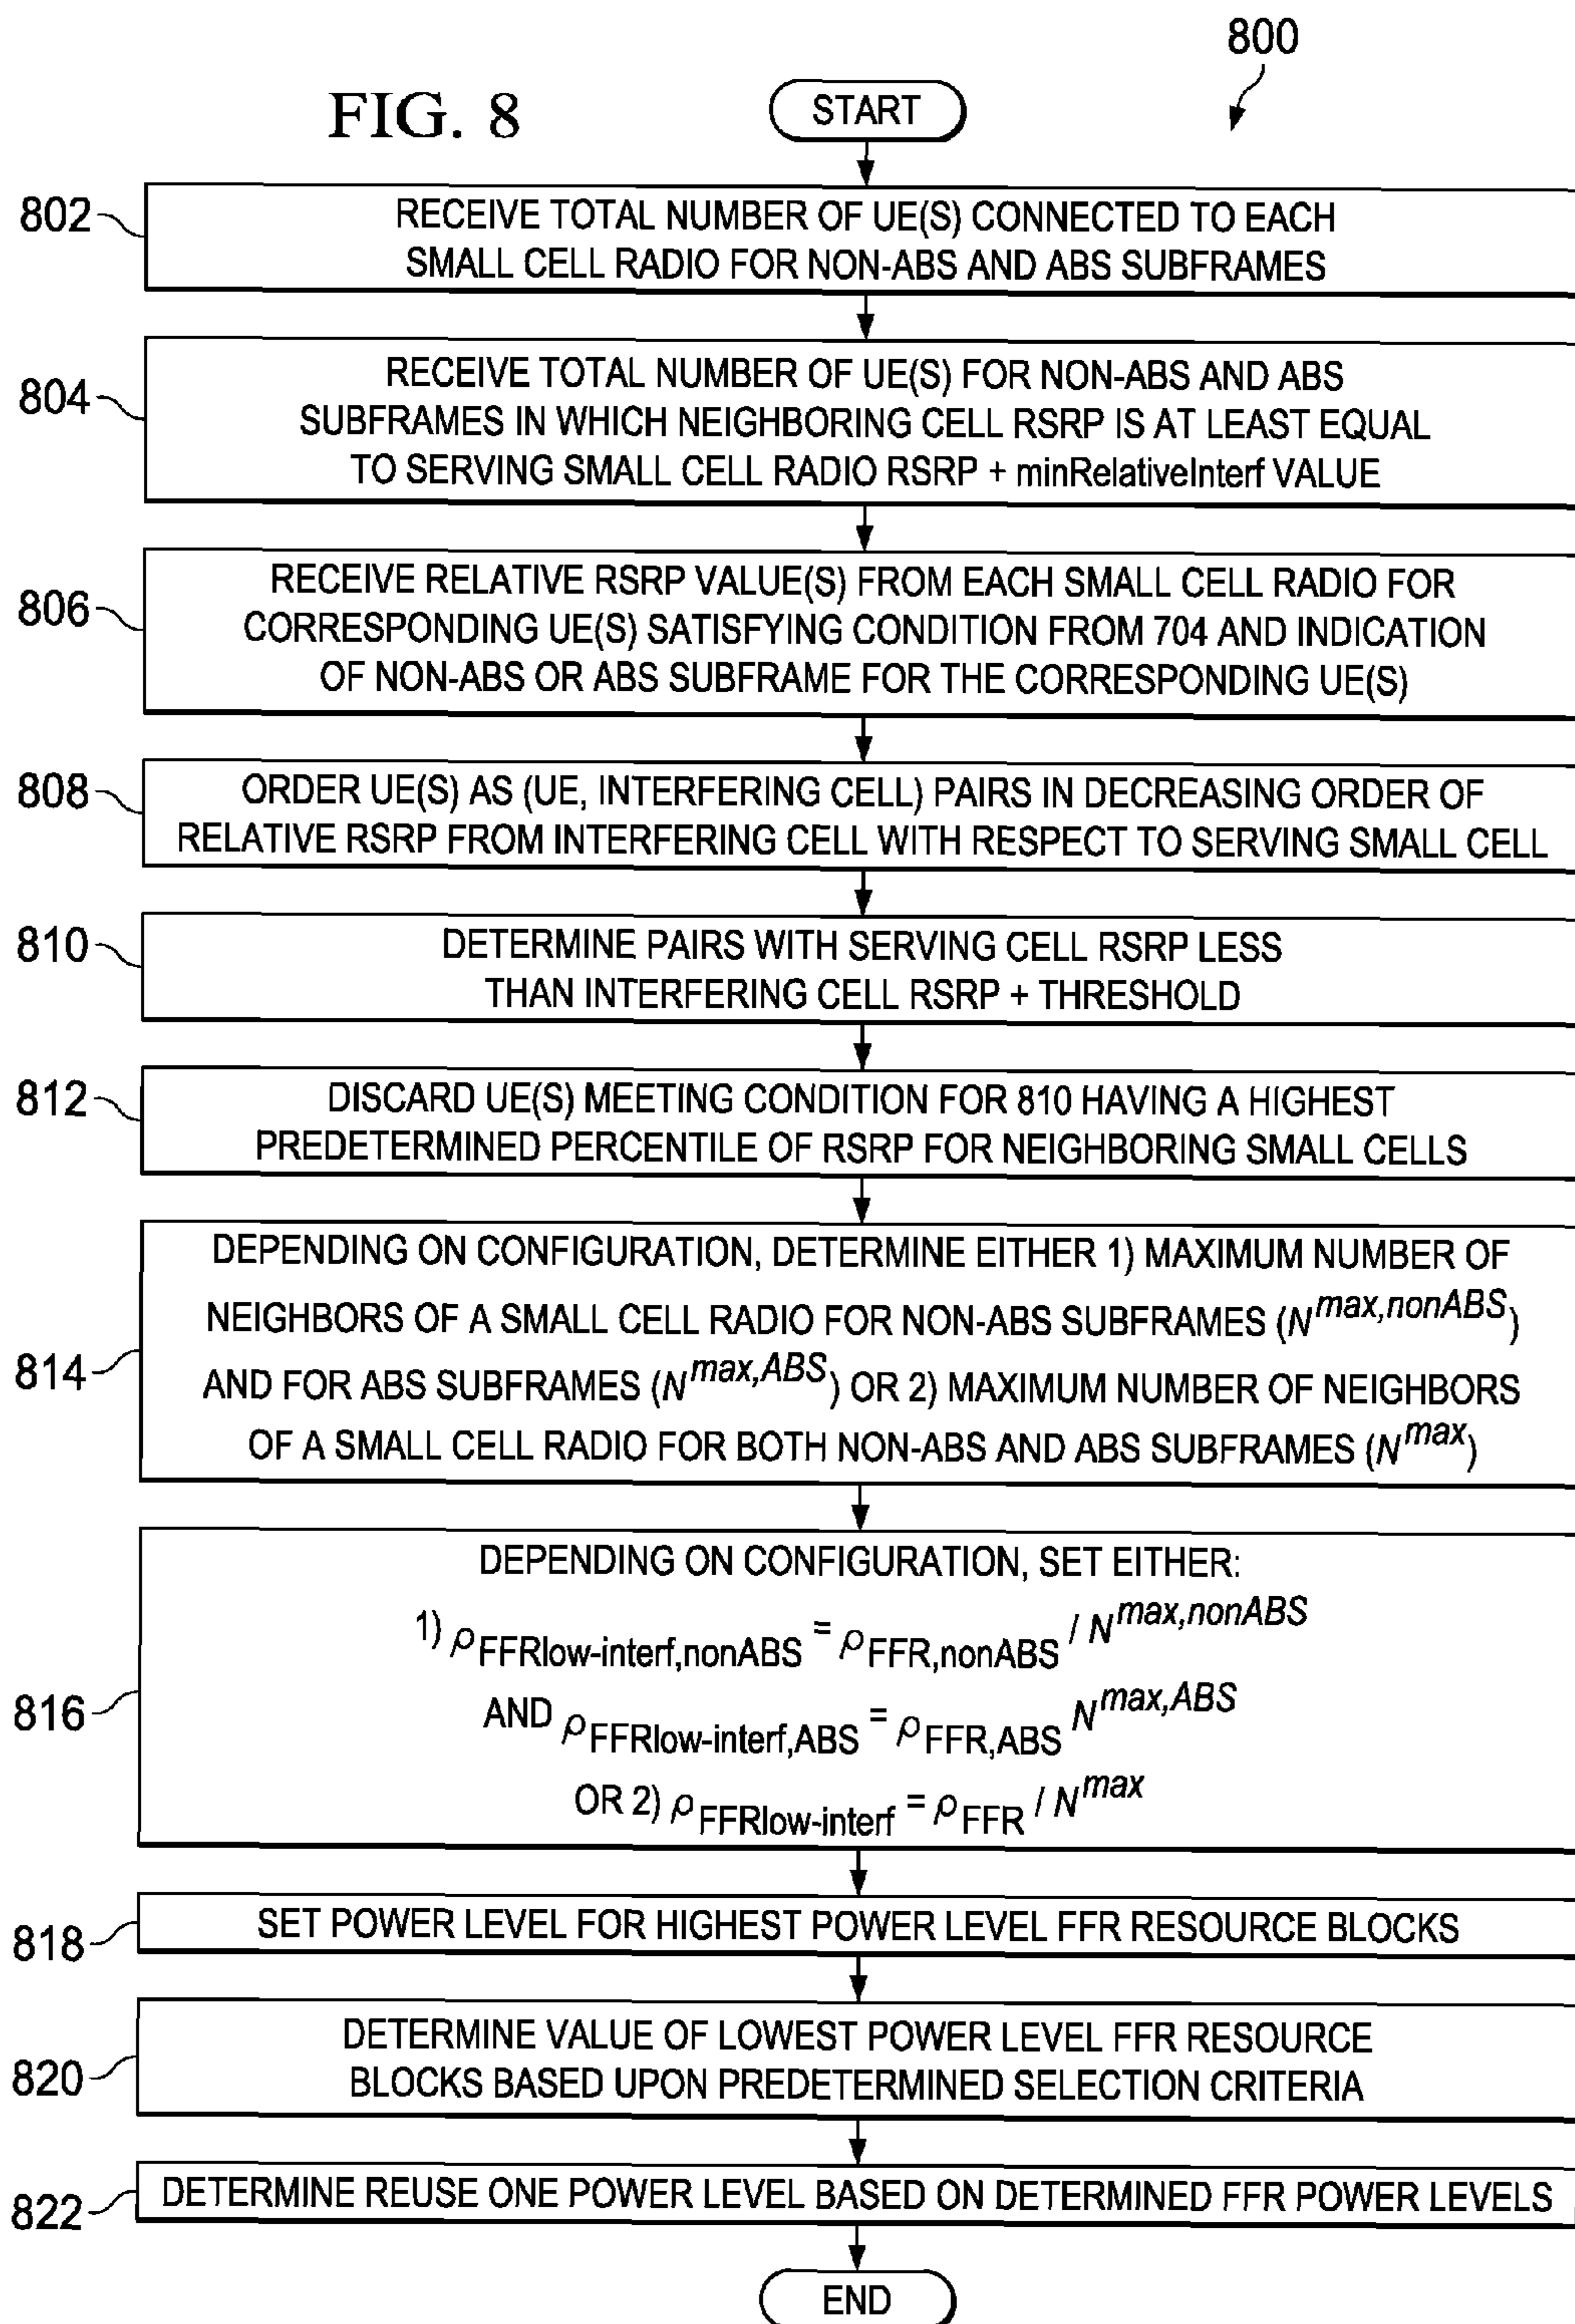 800
FIG. 8
START
802
RECEIVE TOTAL NUMBER OF UE(S) CONNECTED TO EACH
SMALL CELL RADIO FOR NON-ABS AND ABS SUBFRAMES
804
RECEIVE TOTAL NUMBER OF UE(S) FOR NON-ABS AND ABS
SUBFRAMES IN WHICH NEIGHBORING CELL RSRP IS AT LEAST EQUAL
TO SERVING SMALL CELL RADIO RSRP + minRelativeInterf VALUE
806
RECEIVE RELATIVE RSRP VALUE(S) FROM EACH SMALL CELL RADIO FOR
CORRESPONDING UE(S) SATISFYING CONDITION FROM 704 AND INDICATION
OF NON-ABS OR ABS SUBFRAME FOR THE CORRESPONDING UE(S)
808
ORDER UE(S) AS (UE, INTERFERING CELL) PAIRS IN DECREASING ORDER OF
RELATIVE RSRP FROM INTERFERING CELL WITH RESPECT TO SERVING SMALL CELL
810
DETERMINE PAIRS WITH SERVING CELL RSRP LESS
THAN INTERFERING CELL RSRP + THRESHOLD
812
DISCARD UE(S) MEETING CONDITION FOR 810 HAVING A HIGHEST
PREDETERMINED PERCENTILE OF RSRP FOR NEIGHBORING SMALL CELLS
814
DEPENDING ON CONFIGURATION, DETERMINE EITHER 1) MAXIMUM NUMBER OF
NEIGHBORS OF A SMALL CELL RADIO FOR NON-ABS SUBFRAMES (N^max,nonABS)
AND FOR ABS SUBFRAMES (N^max,ABS) OR 2) MAXIMUM NUMBER OF NEIGHBORS
OF A SMALL CELL RADIO FOR BOTH NON-ABS AND ABS SUBFRAMES (N^max)
816
DEPENDING ON CONFIGURATION, SET EITHER:
1) ρ FFRlow-interf,nonABS = ρ FFR,nonABS / N^max,nonABS
AND ρ FFRlow-interf,ABS = ρ FFR,ABS N^max,ABS
OR 2) ρ FFRlow-interf = ρ FFR / N^max
818
SET POWER LEVEL FOR HIGHEST POWER LEVEL FFR RESOURCE BLOCKS
820
DETERMINE VALUE OF LOWEST POWER LEVEL FFR RESOURCE
BLOCKS BASED UPON PREDETERMINED SELECTION CRITERIA
822
DETERMINE REUSE ONE POWER LEVEL BASED ON DETERMINED FFR POWER LEVELS
END